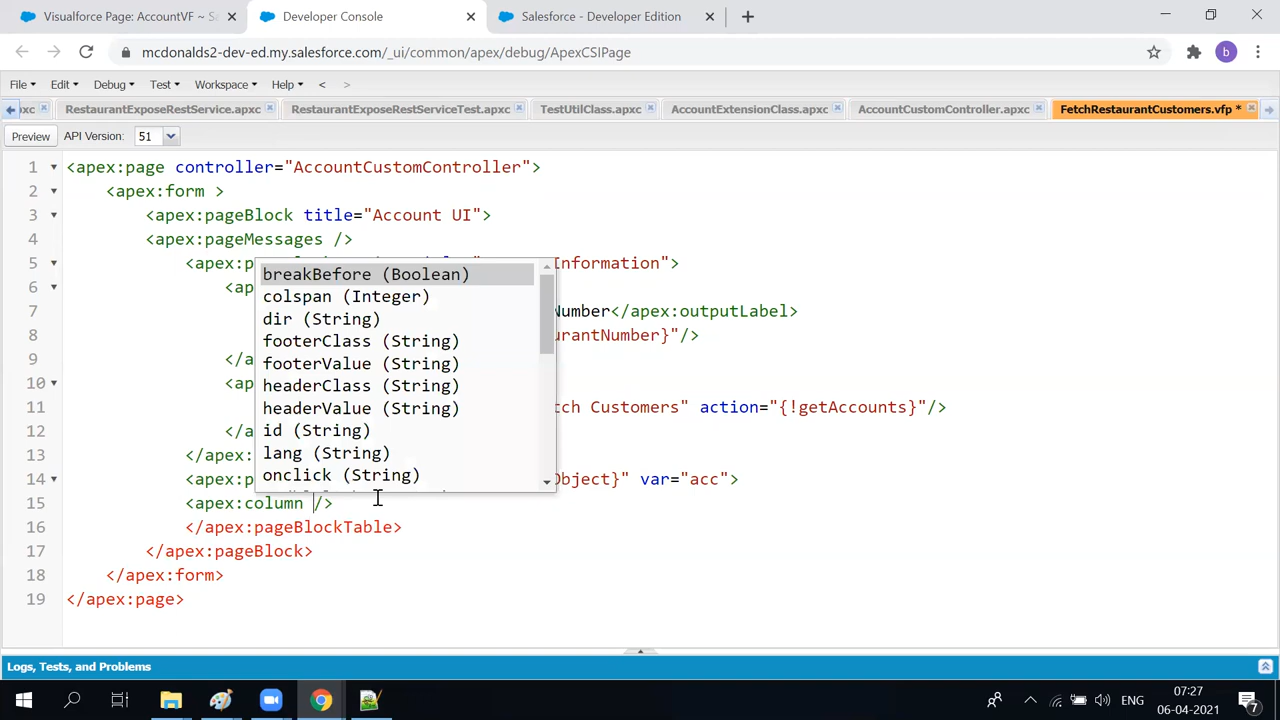 Visualforce Page: AccountVF ~ S
Developer Console
Salesforce - Developer Edition
mcdonalds2-dev-ed.my.salesforce.com/_ui/common/apex/debug/ApexCSIPage
b
File Edit Debug Test Workspace Help < >
xc RestaurantExposeRestService.apxc RestaurantExposeRestServiceTest.apxc TestUtilClass.apxc AccountExtensionClass.apxc AccountCustomController.apxc FetchRestaurantCustomers.vfp *
Preview API Version: 51
1 <apex:page controller="AccountCustomController">
2 <apex:form >
3 <apex:pageBlock title="Account UI">
4 <apex:pageMessages />
5 <apex:p Information">
6 <ap
7 Number</apex:outputLabel>
8 urantNumber}"/>
9 </a
10 <ap
11 tch Customers" action="{!getAccounts}"/>
12 </a
13 </apex:
14 <apex:p Object}" var="acc">
15 <apex:column />
16 </apex:pageBlockTable>
17 </apex:pageBlock>
18 </apex:form>
19 </apex:page>
breakBefore (Boolean)
colspan (Integer)
dir (String)
footerClass (String)
footerValue (String)
headerClass (String)
headerValue (String)
id (String)
lang (String)
onclick (String)
Logs, Tests, and Problems
ENG
07:27
06-04-2021
7